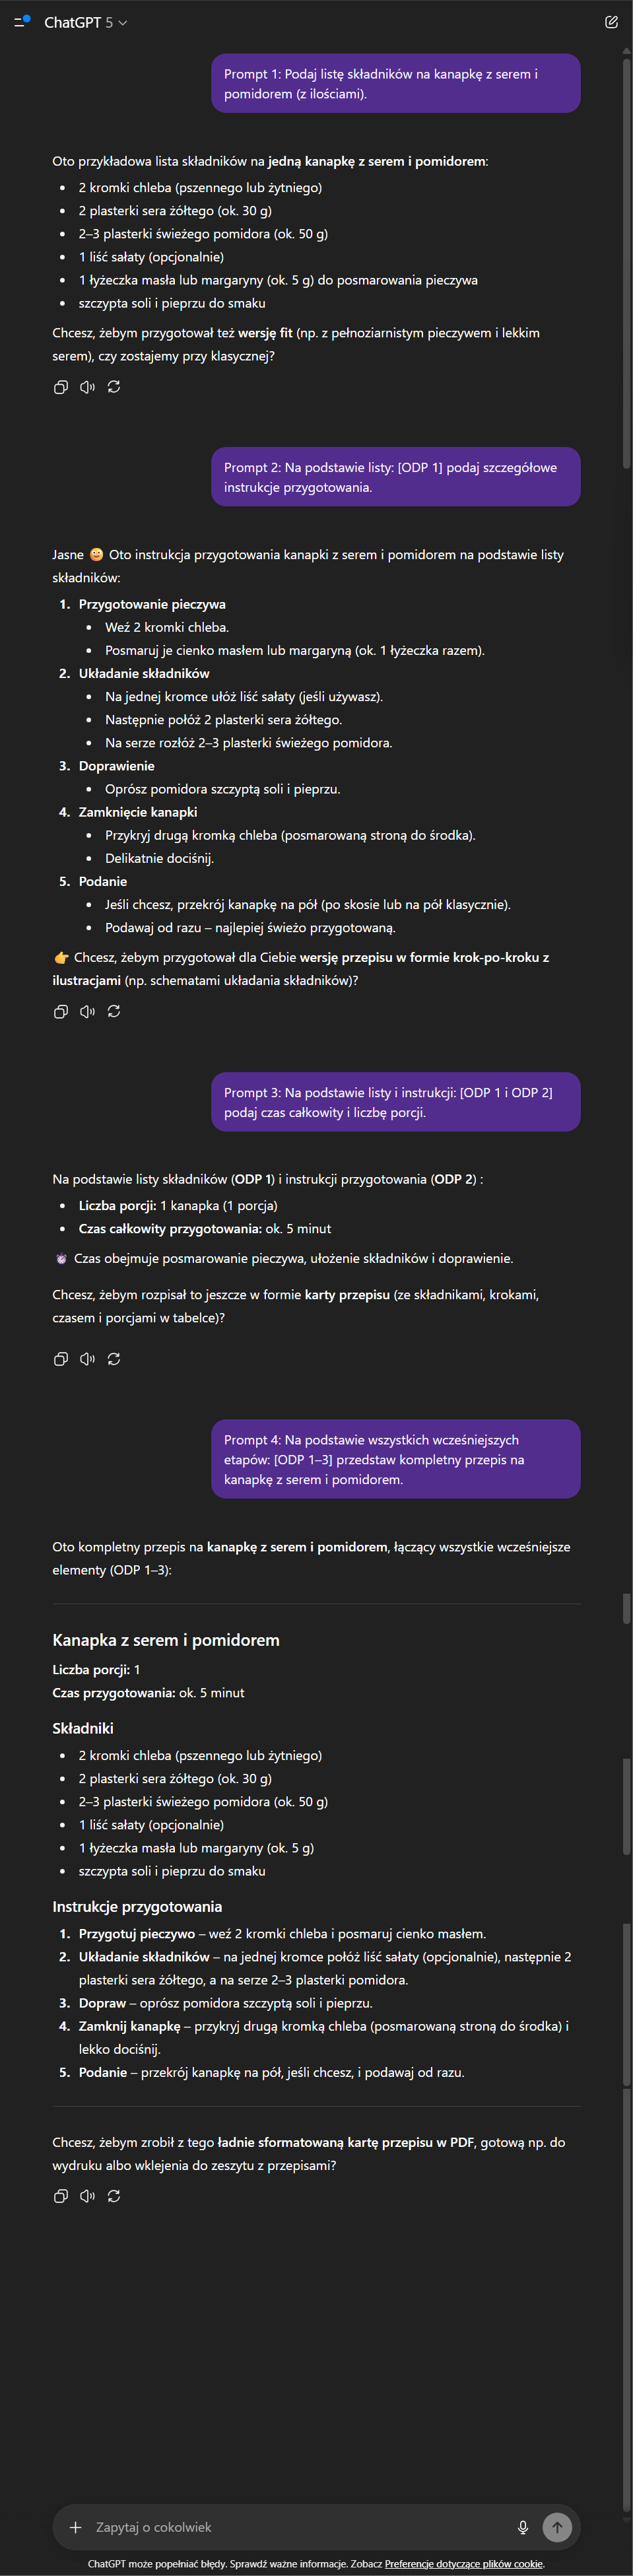 ChatGPT 5
Prompt 1: Podaj listę składników na kanapkę z serem i
pomidorem (z ilościami).
Oto przykładowa lista składników na jedną kanapkę z serem i pomidorem:
• 2 kromki chleba (pszennego lub żytniego)
• 2 plasterki sera żółtego (ok. 30 g)
• 2–3 plasterki świeżego pomidora (ok. 50 g)
• 1 liść sałaty (opcjonalnie)
• 1 łyżeczka masła lub margaryny (ok. 5 g) do posmarowania pieczywa
• szczypta soli i pieprzu do smaku
Chcesz, żebym przygotował też wersję fit (np. z pełnoziarnistym pieczywem i lekkim
serem), czy zostajemy przy klasycznej?
Prompt 2: Na podstawie listy: [ODP 1] podaj szczegółowe
instrukcje przygotowania.
Jasne 😋 Oto instrukcja przygotowania kanapki z serem i pomidorem na podstawie listy
składników:
1. Przygotowanie pieczywa
• Weź 2 kromki chleba.
• Posmaruj je cienko masłem lub margaryną (ok. 1 łyżeczka razem).
2. Układanie składników
• Na jednej kromce ułóż liść sałaty (jeśli używasz).
• Następnie połóż 2 plasterki sera żółtego.
• Na serze rozłóż 2–3 plasterki świeżego pomidora.
3. Doprawienie
• Oprósz pomidora szczyptą soli i pieprzu.
4. Zamknięcie kanapki
• Przykryj drugą kromką chleba (posmarowaną stroną do środka).
• Delikatnie dociśnij.
5. Podanie
• Jeśli chcesz, przekrój kanapkę na pół (po skosie lub na pół klasycznie).
• Podawaj od razu – najlepiej świeżo przygotowaną.
👉 Chcesz, żebym przygotował dla Ciebie wersję przepisu w formie krok-po-kroku z
ilustracjami (np. schematami układania składników)?
Prompt 3: Na podstawie listy i instrukcji: [ODP 1 i ODP 2]
podaj czas całkowity i liczbę porcji.
Na podstawie listy składników (ODP 1) i instrukcji przygotowania (ODP 2) :
• Liczba porcji: 1 kanapka (1 porcja)
• Czas całkowity przygotowania: ok. 5 minut
⏰ Czas obejmuje posmarowanie pieczywa, ułożenie składników i doprawienie.
Chcesz, żebym rozpisał to jeszcze w formie karty przepisu (ze składnikami, krokami,
czasem i porcjami w tabelce)?
Prompt 4: Na podstawie wszystkich wcześniejszych
etapów: [ODP 1–3] przedstaw kompletny przepis na
kanapkę z serem i pomidorem.
Oto kompletny przepis na kanapkę z serem i pomidorem, łączący wszystkie wcześniejsze
elementy (ODP 1–3):
Kanapka z serem i pomidorem
Liczba porcji: 1
Czas przygotowania: ok. 5 minut
Składniki
• 2 kromki chleba (pszennego lub żytniego)
• 2 plasterki sera żółtego (ok. 30 g)
• 2–3 plasterki świeżego pomidora (ok. 50 g)
• 1 liść sałaty (opcjonalnie)
• 1 łyżeczka masła lub margaryny (ok. 5 g)
• szczypta soli i pieprzu do smaku
Instrukcje przygotowania
1. Przygotuj pieczywo – weź 2 kromki chleba i posmaruj cienko masłem.
2. Układanie składników – na jednej kromce połóż liść sałaty (opcjonalnie), następnie 2
plasterki sera żółtego, a na serze 2–3 plasterki pomidora.
3. Dopraw – oprósz pomidora szczyptą soli i pieprzu.
4. Zamknij kanapkę – przykryj drugą kromką chleba (posmarowaną stroną do środka) i
lekko dociśnij.
5. Podanie – przekrój kanapkę na pół, jeśli chcesz, i podawaj od razu.
Chcesz, żebym zrobił z tego ładnie sformatowaną kartę przepisu w PDF, gotową np. do
wydruku albo wklejenia do zeszytu z przepisami?
Zapytaj o cokolwiek
ChatGPT może popełniać błędy. Sprawdź ważne informacje. Zobacz Preferencje dotyczące plików cookie.